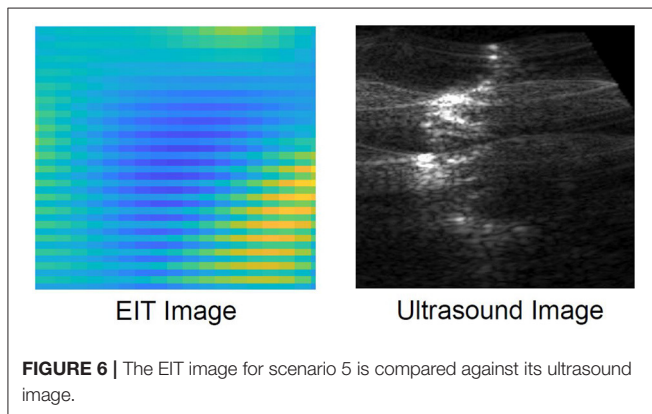 EIT Image
Ultrasound Image
FIGURE 6 | The EIT image for scenario 5 is compared against its ultrasound
image.